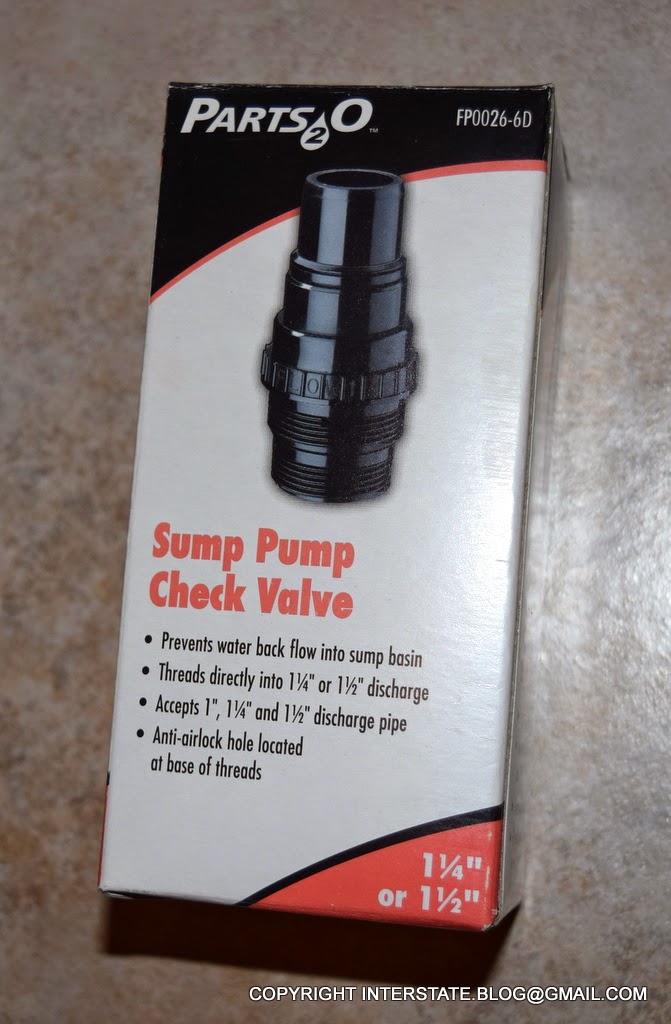 PARTS2O™
FP0026-6D
FLOW
Sump Pump
Check Valve
• Prevents water back flow into sump basin
• Threads directly into 1¼" or 1½" discharge
• Accepts 1", 1¼" and 1½" discharge pipe
• Anti-airlock hole located
at base of threads
1¼"
or 1½"
COPYRIGHT INTERSTATE.BLOG@GMAIL.COM